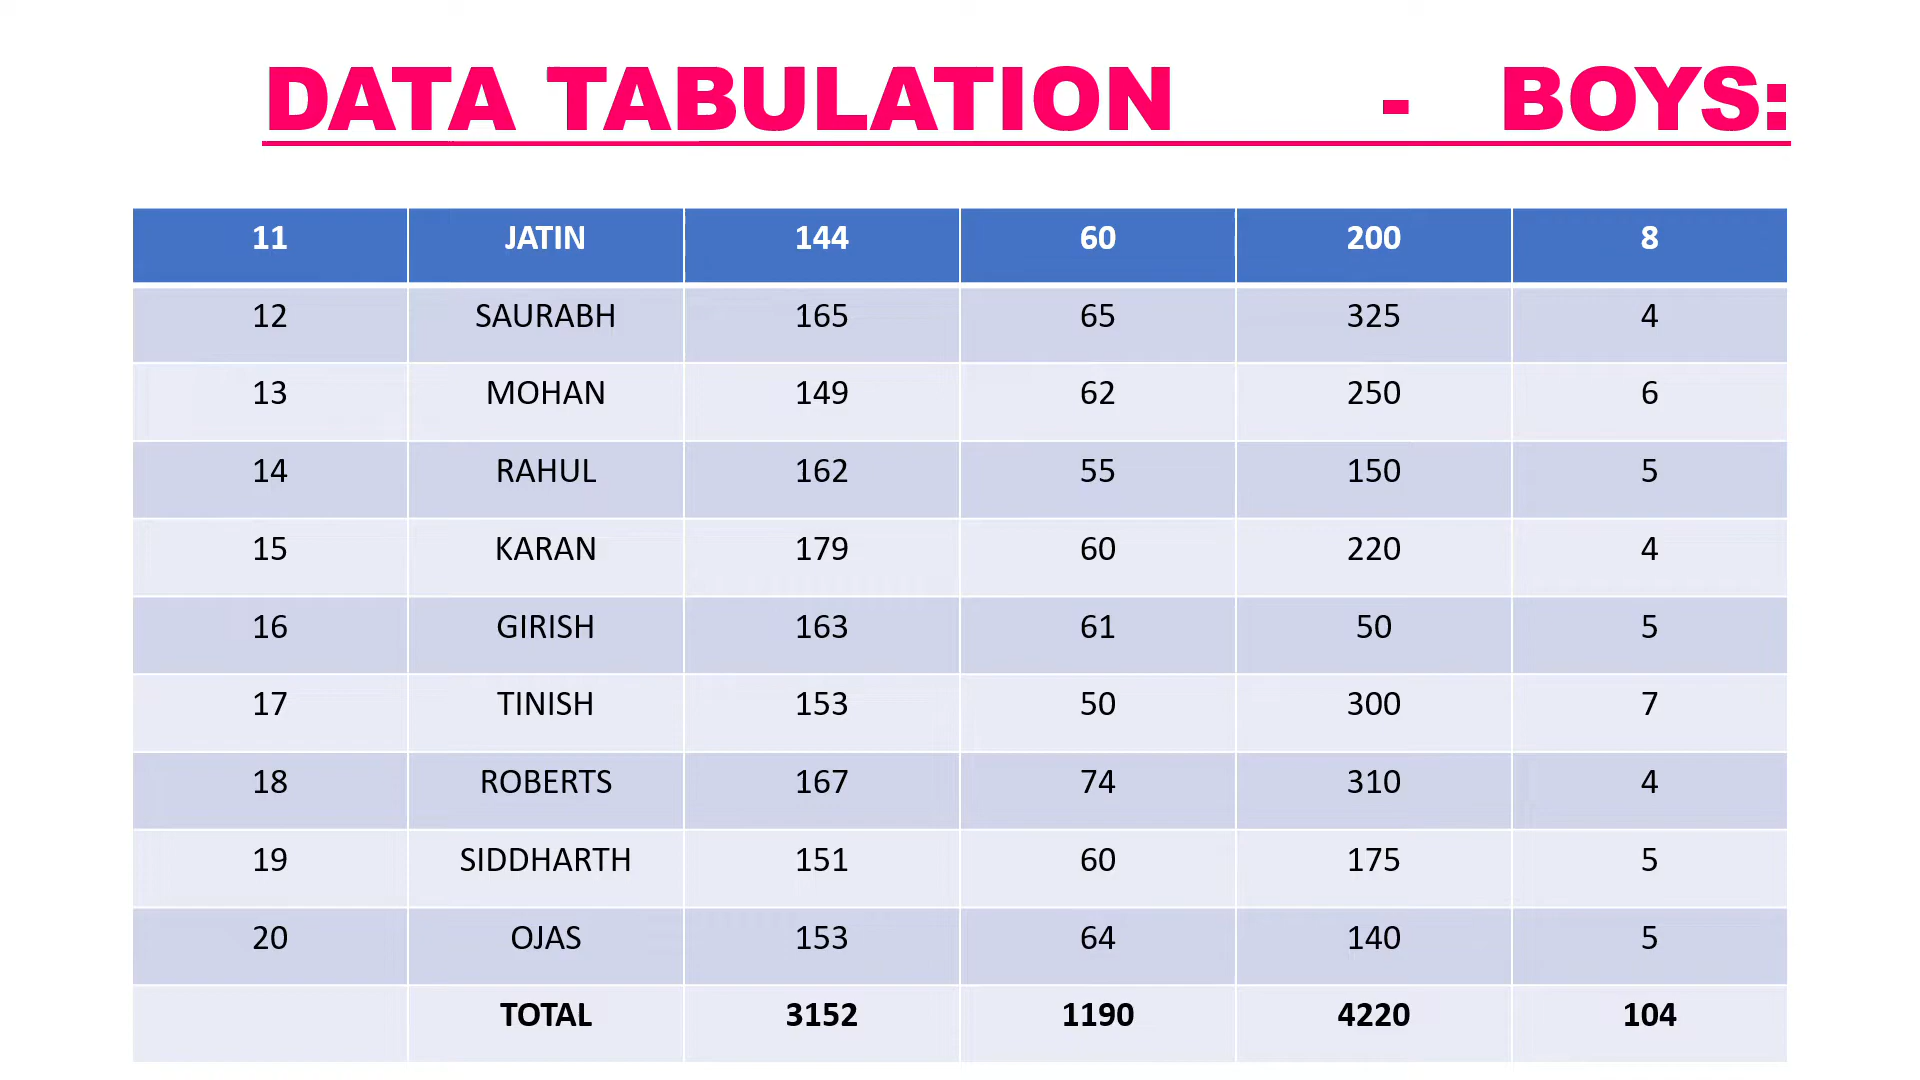 DATA TABULATION - BOYS:
11 JATIN 144 60 200 8
12 SAURABH 165 65 325 4
13 MOHAN 149 62 250 6
14 RAHUL 162 55 150 5
15 KARAN 179 60 220 4
16 GIRISH 163 61 50 5
17 TINISH 153 50 300 7
18 ROBERTS 167 74 310 4
19 SIDDHARTH 151 60 175 5
20 OJAS 153 64 140 5
TOTAL 3152 1190 4220 104